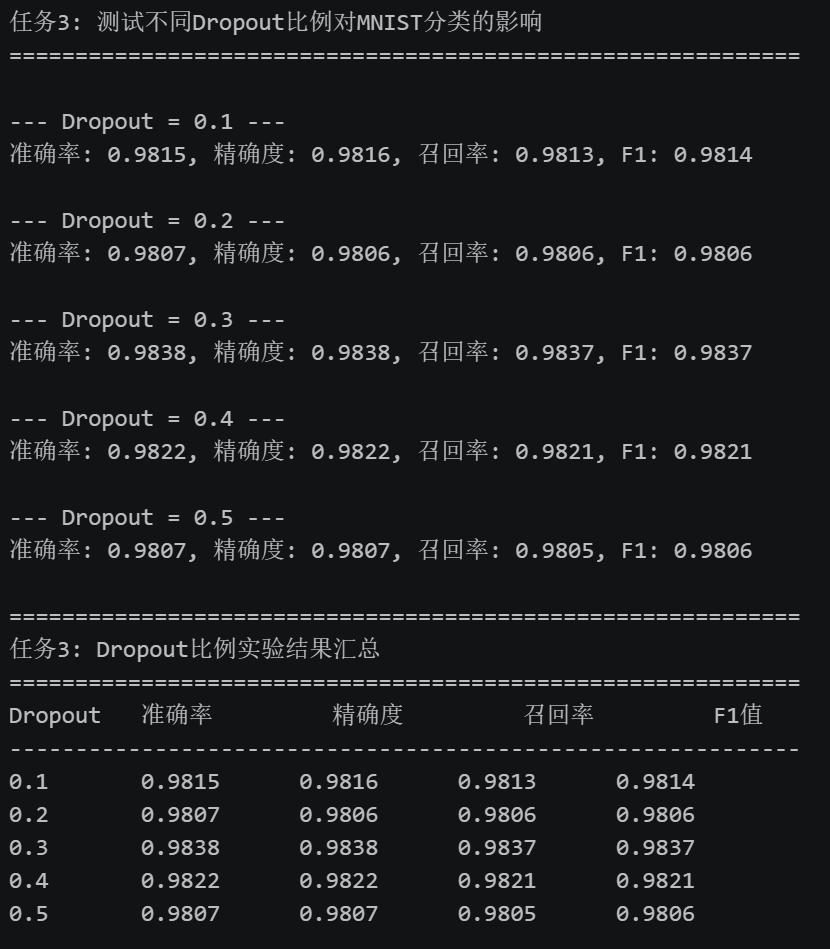 任务3: 测试不同Dropout比例对MNIST分类的影响
============================================================
--- Dropout = 0.1 ---
准确率: 0.9815, 精确度: 0.9816, 召回率: 0.9813, F1: 0.9814
--- Dropout = 0.2 ---
准确率: 0.9807, 精确度: 0.9806, 召回率: 0.9806, F1: 0.9806
--- Dropout = 0.3 ---
准确率: 0.9838, 精确度: 0.9838, 召回率: 0.9837, F1: 0.9837
--- Dropout = 0.4 ---
准确率: 0.9822, 精确度: 0.9822, 召回率: 0.9821, F1: 0.9821
--- Dropout = 0.5 ---
准确率: 0.9807, 精确度: 0.9807, 召回率: 0.9805, F1: 0.9806
============================================================
任务3: Dropout比例实验结果汇总
============================================================
Dropout 准确率 精确度 召回率 F1值
------------------------------------------------------------
0.1 0.9815 0.9816 0.9813 0.9814
0.2 0.9807 0.9806 0.9806 0.9806
0.3 0.9838 0.9838 0.9837 0.9837
0.4 0.9822 0.9822 0.9821 0.9821
0.5 0.9807 0.9807 0.9805 0.9806